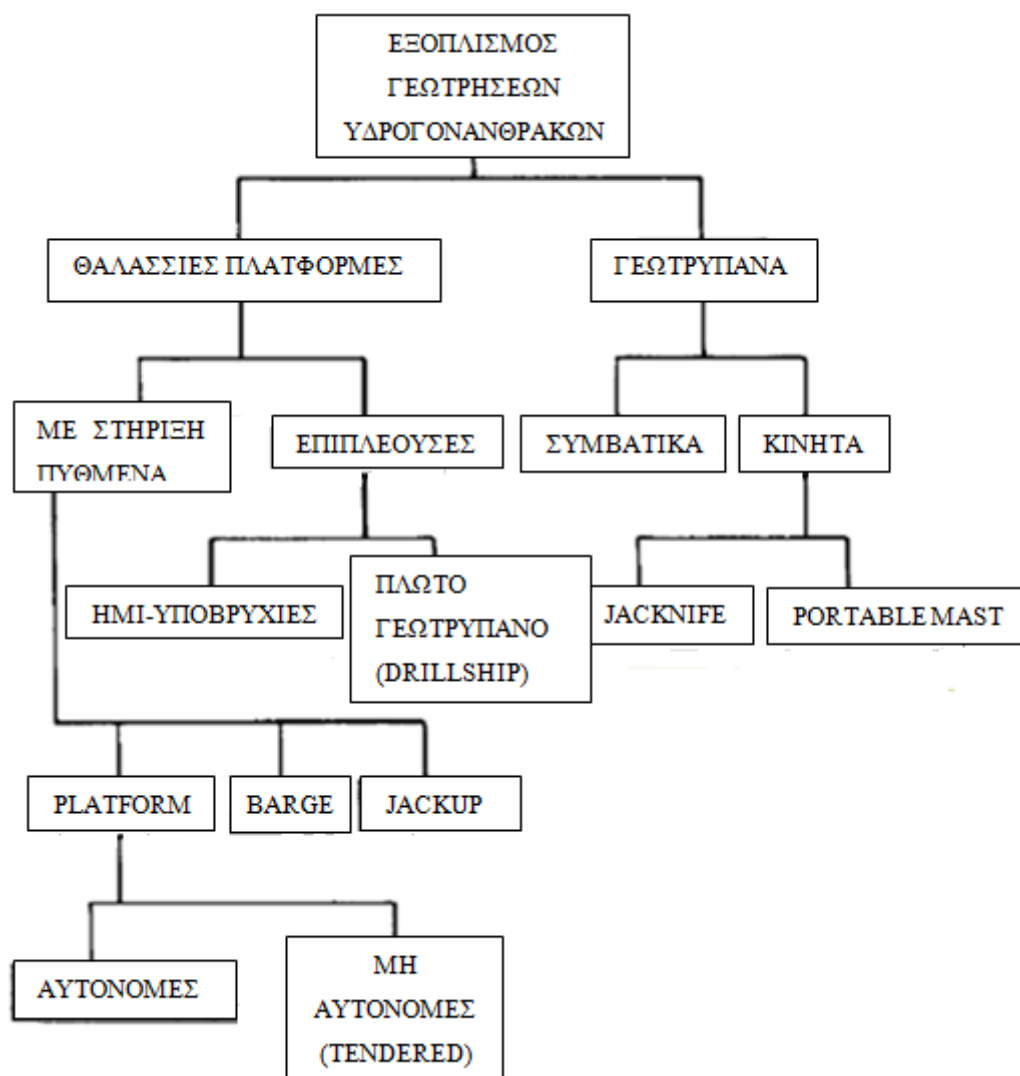 ΕΞΟΠΛΙΣΜΟΣ
ΓΕΩΤΡΗΣΕΩΝ
ΥΔΡΟΓΟΝΑΝΘΡΑΚΩΝ
ΘΑΛΑΣΣΙΕΣ ΠΛΑΤΦΟΡΜΕΣ
ΓΕΩΤΡΥΠΑΝΑ
ΜΕ ΣΤΗΡΙΞΗ
ΠΥΘΜΕΝΑ
ΕΠΙΠΛΕΟΥΣΕΣ
ΣΥΜΒΑΤΙΚΑ
ΚΙΝΗΤΑ
ΗΜΙ-ΥΠΟΒΡΥΧΙΕΣ
ΠΛΩΤΟ
ΓΕΩΤΡΥΠΑΝΟ
(DRILLSHIP)
JACKNIFE
PORTABLE MAST
PLATFORM
BARGE
JACKUP
ΑΥΤΟΝΟΜΕΣ
ΜΗ
ΑΥΤΟΝΟΜΕΣ
(TENDERED)